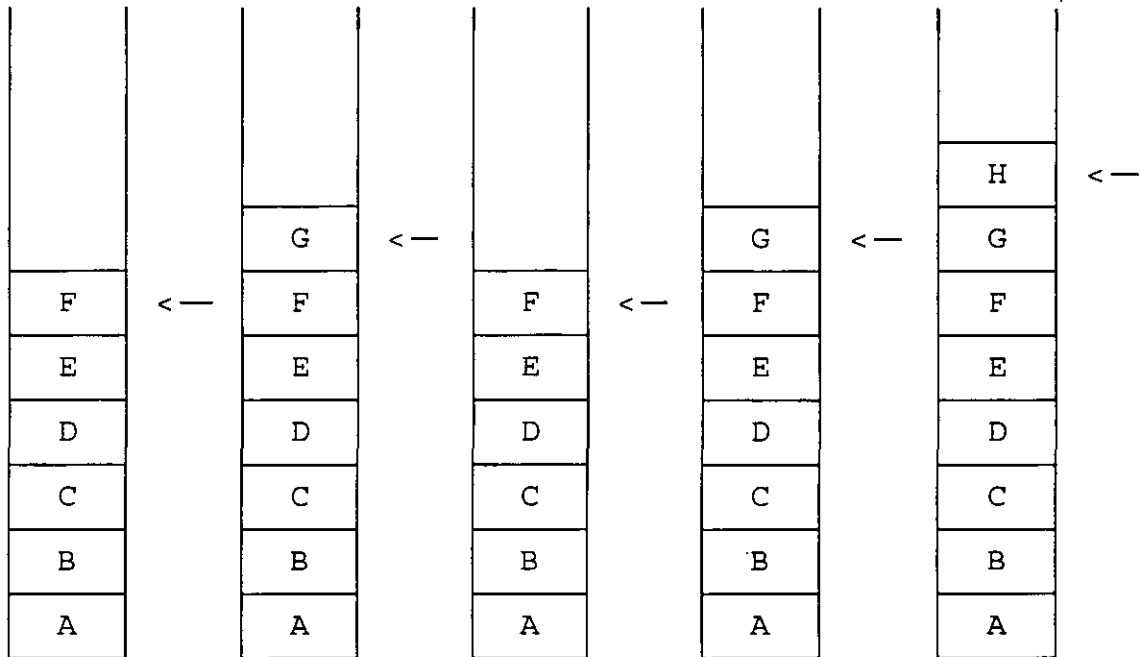 H <—
G <— G <— G
F <— F F <— F F
E E E E E
D D D D D
C C C C C
B B B B B
A A A A A